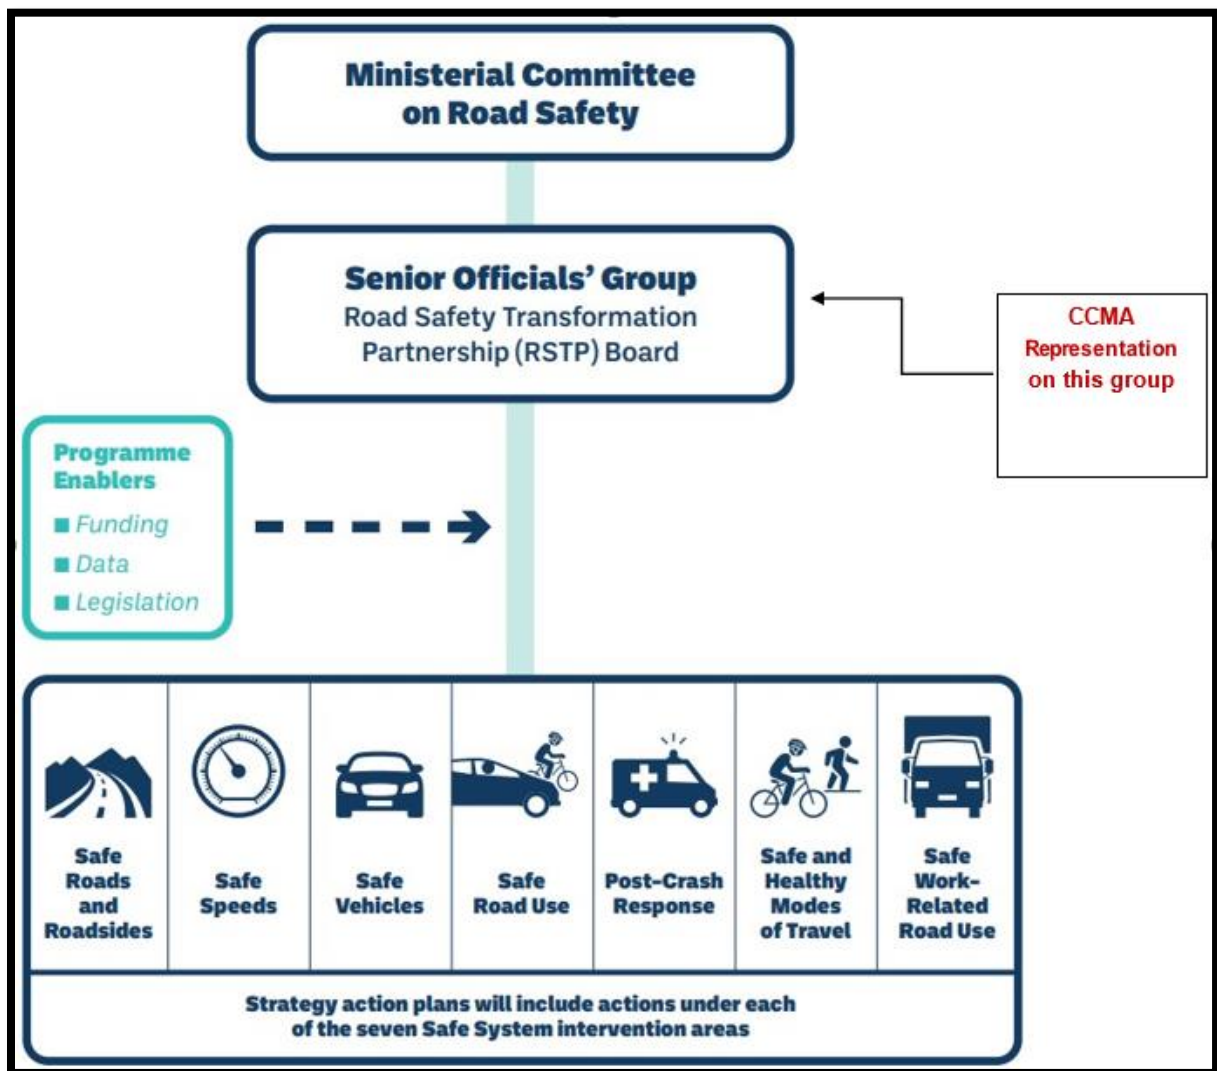 Ministerial Committee
on Road Safety
Senior Officials’ Group
Road Safety Transformation
Partnership (RSTP) Board
CCMA
Representation
on this group
Programme
Enablers
■ Funding
■ Data
■ Legislation
Safe
Roads
and
Roadsides
Safe
Speeds
Safe
Vehicles
Safe
Road Use
Post-Crash
Response
Safe and
Healthy
Modes
of Travel
Safe
Work-
Related
Road Use
Strategy action plans will include actions under each
of the seven Safe System intervention areas